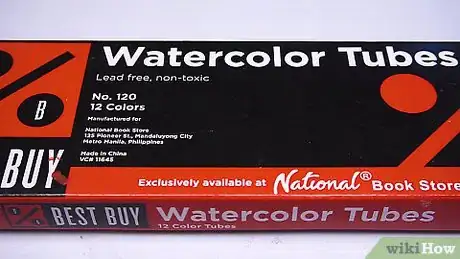 Watercolor Tubes
Lead free, non-toxic
No. 120
12 Colors
Manufactured for
National Book Store
125 Pioneer St., Mandaluyong City
Metro Manila, Philippines
Made in China
VC# 11645
B
BUY
Exclusively available at National® Book Store
BEST BUY Watercolor Tubes
12 Color Tubes
wikiHow